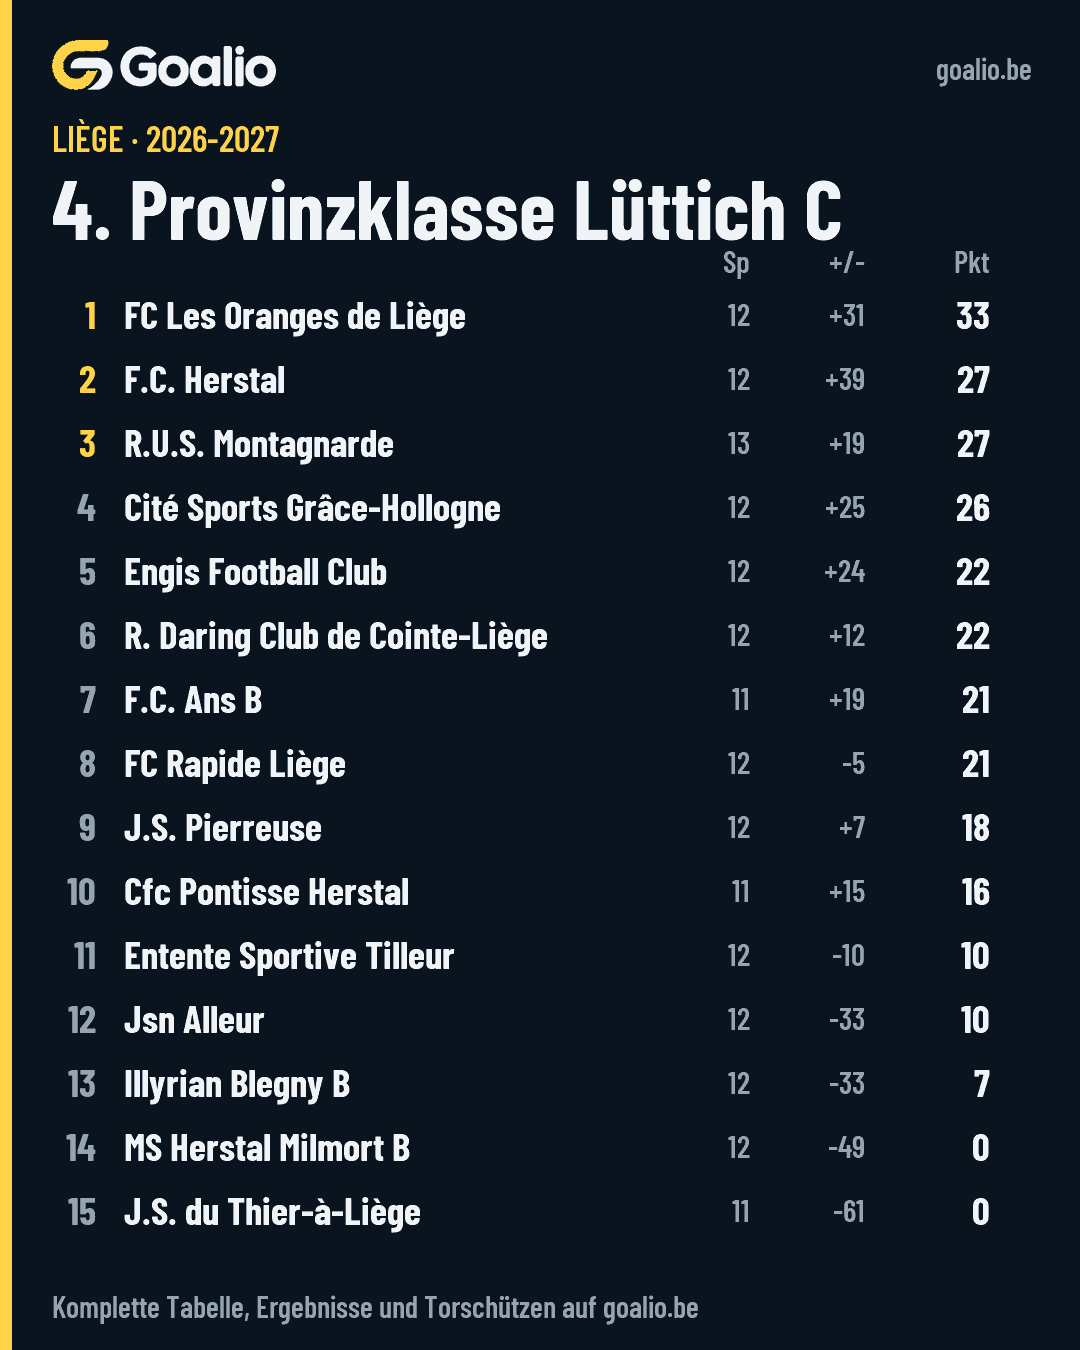 Goalio
goalio.be
LIÈGE · 2026-2027
4. Provinzklasse Lüttich C
Sp +/- Pkt
1 FC Les Oranges de Liège 12 +31 33
2 F.C. Herstal 12 +39 27
3 R.U.S. Montagnarde 13 +19 27
4 Cité Sports Grâce-Hollogne 12 +25 26
5 Engis Football Club 12 +24 22
6 R. Daring Club de Cointe-Liège 12 +12 22
7 F.C. Ans B 11 +19 21
8 FC Rapide Liège 12 -5 21
9 J.S. Pierreuse 12 +7 18
10 Cfc Pontisse Herstal 11 +15 16
11 Entente Sportive Tilleur 12 -10 10
12 Jsn Alleur 12 -33 10
13 Illyrian Blegny B 12 -33 7
14 MS Herstal Milmort B 12 -49 0
15 J.S. du Thier-à-Liège 11 -61 0
Komplette Tabelle, Ergebnisse und Torschützen auf goalio.be